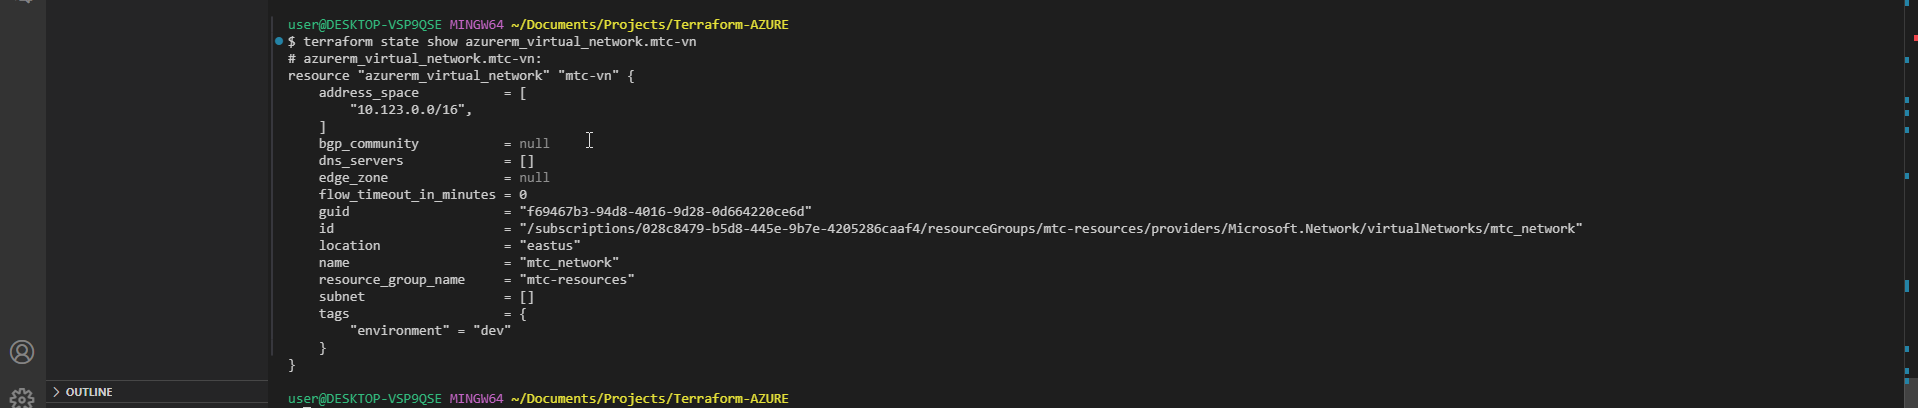 user@DESKTOP-VSP9QSE MINGW64 ~/Documents/Projects/Terraform-AZURE
$ terraform state show azurerm_virtual_network.mtc-vn
# azurerm_virtual_network.mtc-vn:
resource "azurerm_virtual_network" "mtc-vn" {
    address_space           = [
        "10.123.0.0/16",
    ]
    bgp_community           = null
    dns_servers             = []
    edge_zone               = null
    flow_timeout_in_minutes = 0
    guid                    = "f69467b3-94d8-4016-9d28-0d664220ce6d"
    id                      = "/subscriptions/028c8479-b5d8-445e-9b7e-4205286caaf4/resourceGroups/mtc-resources/providers/Microsoft.Network/virtualNetworks/mtc_network"
    location                = "eastus"
    name                    = "mtc_network"
    resource_group_name     = "mtc-resources"
    subnet                  = []
    tags                    = {
        "environment" = "dev"
    }
}
OUTLINE
user@DESKTOP-VSP9QSE MINGW64 ~/Documents/Projects/Terraform-AZURE